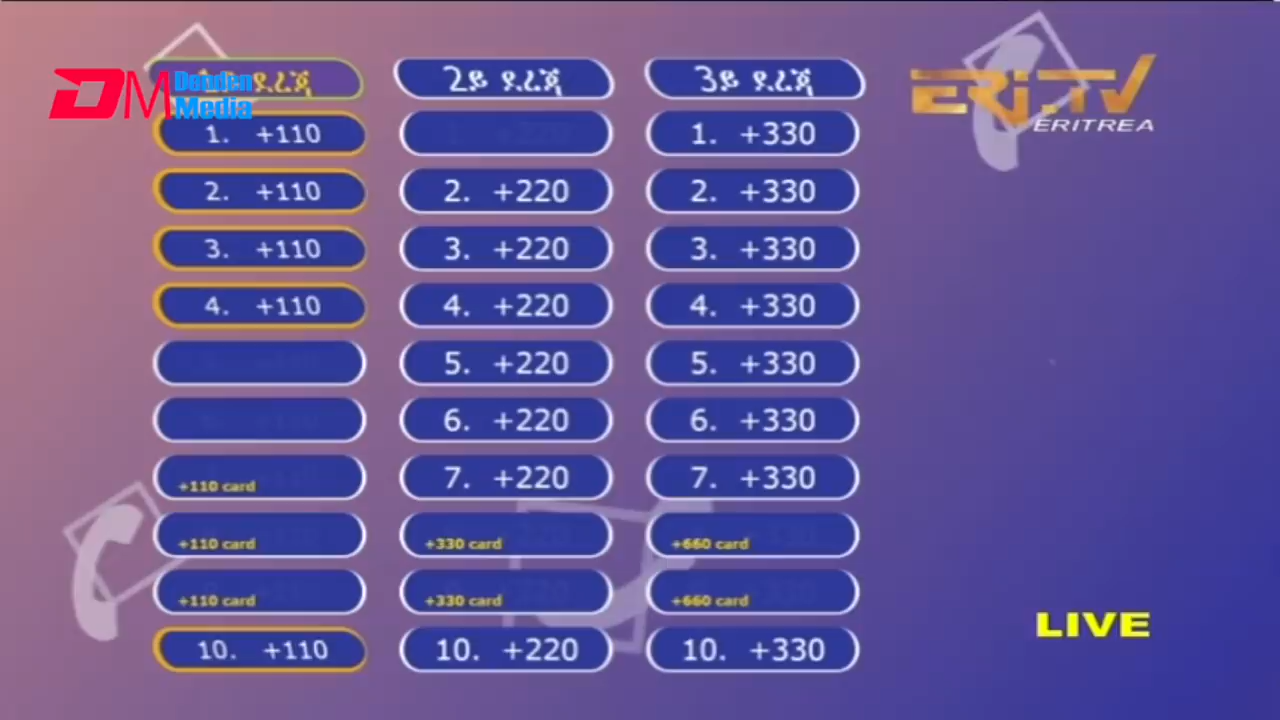 DM Denden Media
ደረጃ 2ይ ደረጃ 3ይ ደረጃ
ERi-TV
ERITREA
1. +110 1. +330
2. +110 2. +220 2. +330
3. +110 3. +220 3. +330
4. +110 4. +220 4. +330
5. +220 5. +330
6. +220 6. +330
+110 card 7. +220 7. +330
+110 card +330 card +660 card
+110 card +330 card +660 card
10. +110 10. +220 10. +330
LIVE